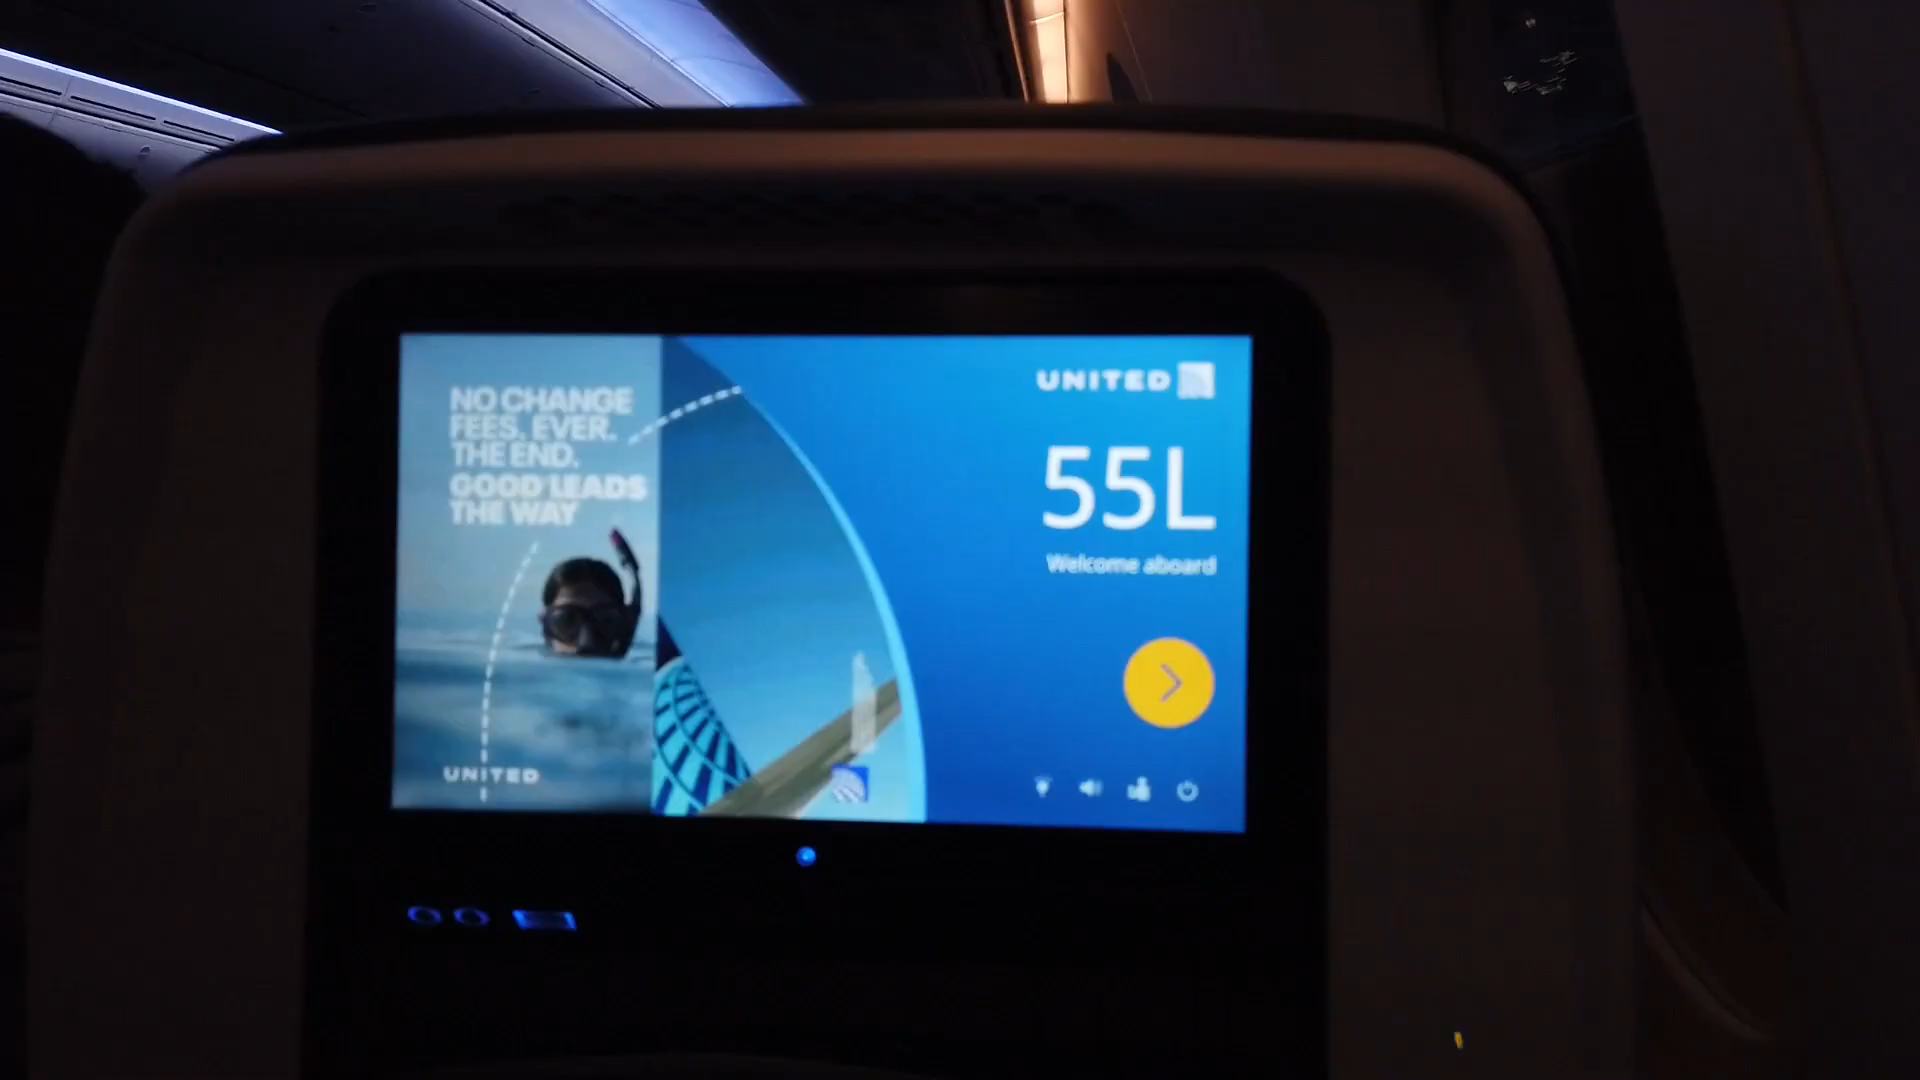 NO CHANGE
FEES. EVER.
THE END.
GOOD LEADS
THE WAY
UNITED
UNITED
55L
Welcome aboard